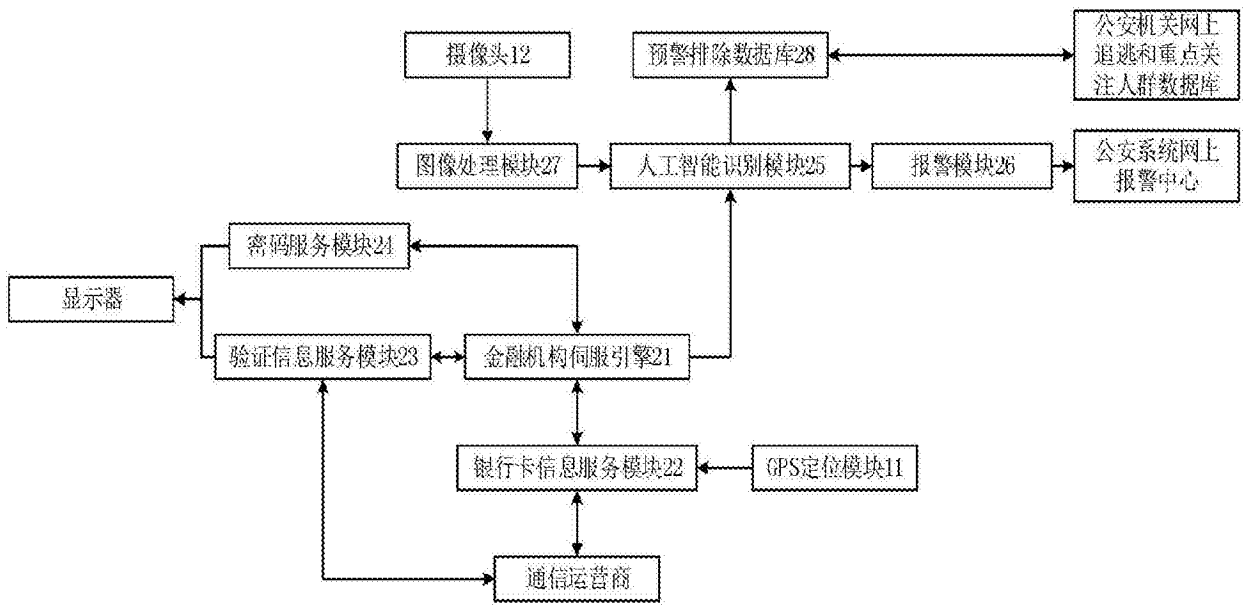 摄像头12
预警排除数据库28
公安机关网上
追逃和重点关
注人群数据库
图像处理模块27
人工智能识别模块25
报警模块26
公安系统网上
报警中心
密码服务模块24
显示器
验证信息服务模块23
金融机构伺服引擎21
银行卡信息服务模块22
GPS定位模块11
通信运营商